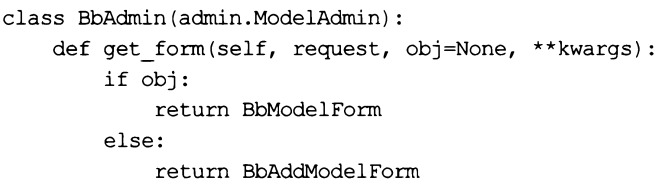 class BbAdmin(admin.ModelAdmin):
    def get_form(self, request, obj=None, **kwargs):
        if obj:
            return BbModelForm
        else:
            return BbAddModelForm